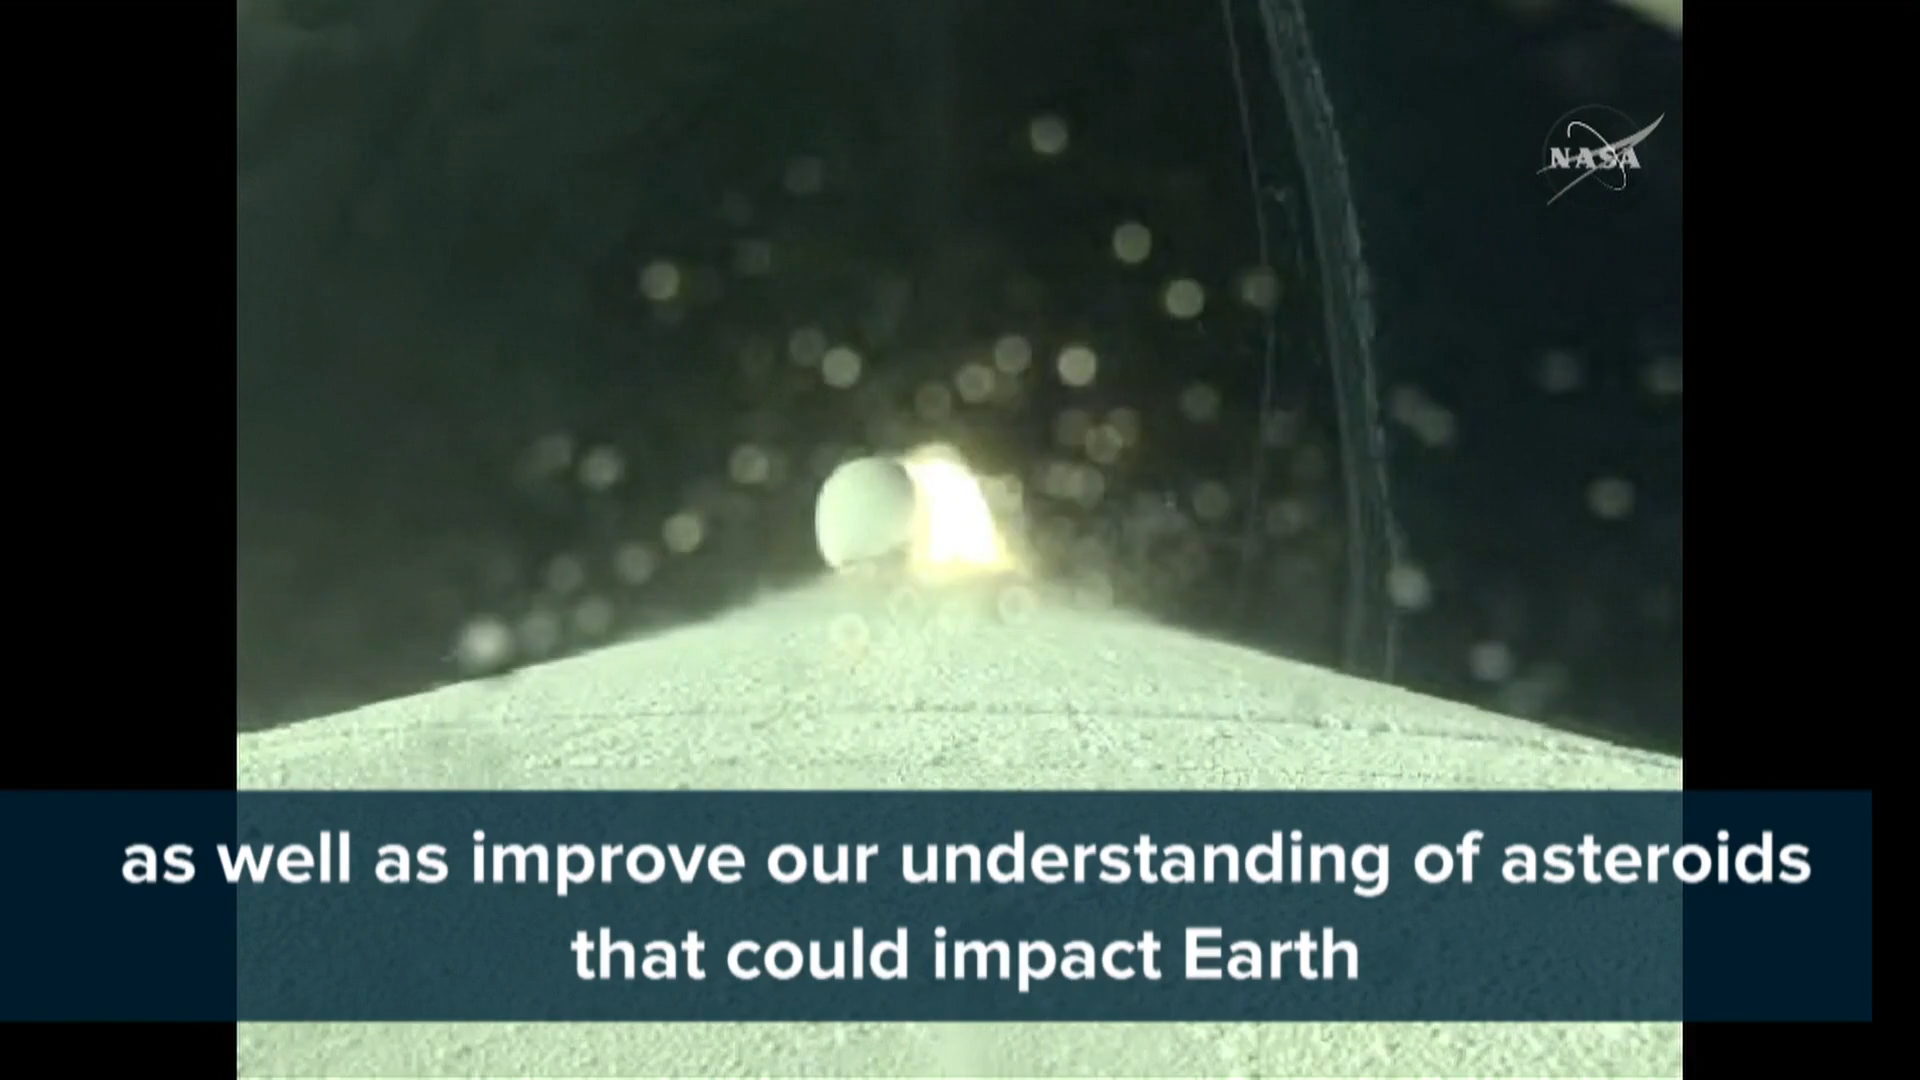 NASA
as well as improve our understanding of asteroids
that could impact Earth